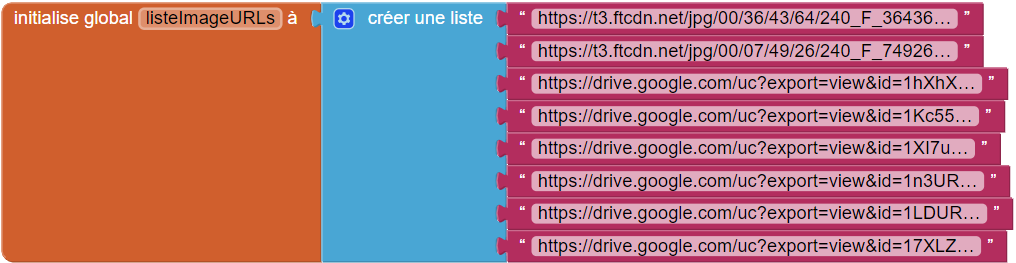 initialise global listeImageURLs à créer une liste “ https://t3.ftcdn.net/jpg/00/36/43/64/240_F_36436... ”
“ https://t3.ftcdn.net/jpg/00/07/49/26/240_F_74926... ”
“ https://drive.google.com/uc?export=view&id=1hXhX... ”
“ https://drive.google.com/uc?export=view&id=1Kc55... ”
“ https://drive.google.com/uc?export=view&id=1XI7u... ”
“ https://drive.google.com/uc?export=view&id=1n3UR... ”
“ https://drive.google.com/uc?export=view&id=1LDUR... ”
“ https://drive.google.com/uc?export=view&id=17XLZ... ”